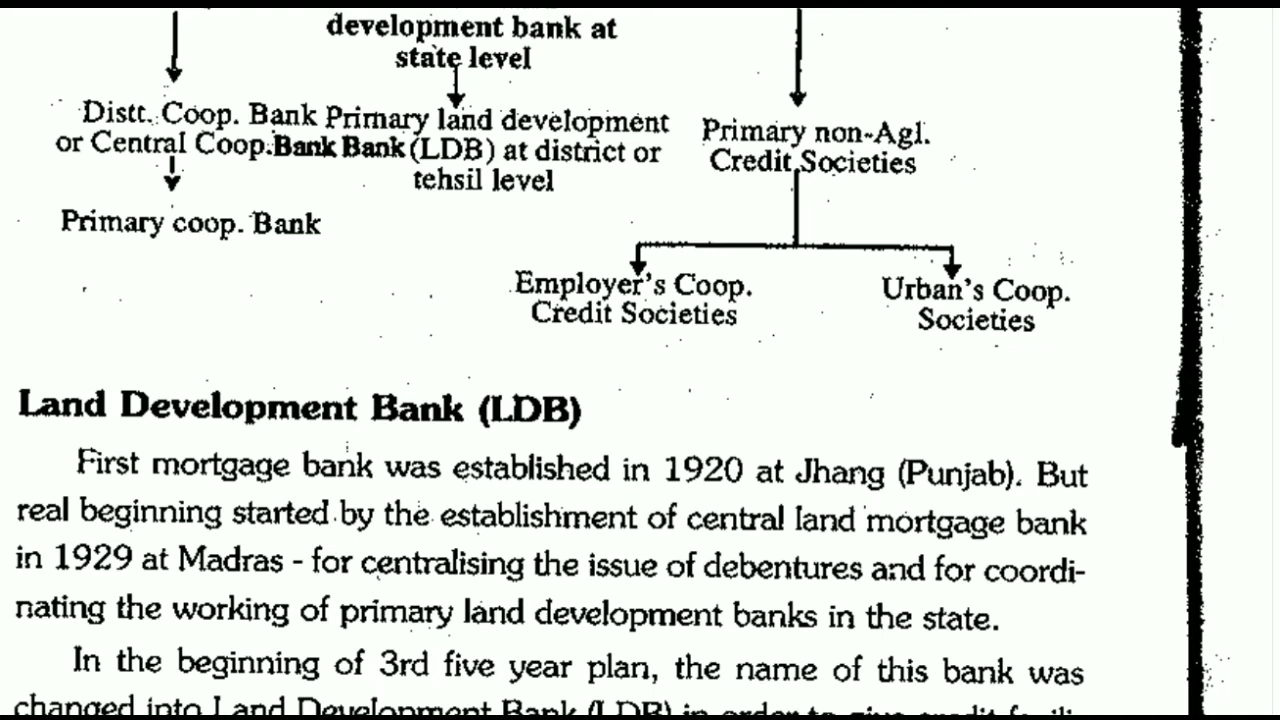 development bank at
state level
Distt. Coop. Bank
or Central Coop. Bank
Primary land development
Bank (LDB) at district or
tehsil level
Primary non-Agl.
Credit Societies
Primary coop. Bank
Employer's Coop.
Credit Societies
Urban's Coop.
Societies
Land Development Bank (LDB)
First mortgage bank was established in 1920 at Jhang (Punjab). But
real beginning started by the establishment of central land mortgage bank
in 1929 at Madras - for centralising the issue of debentures and for coordi-
nating the working of primary land development banks in the state.
In the beginning of 3rd five year plan, the name of this bank was
changed into Land Development Bank (LDB) in order to give credit